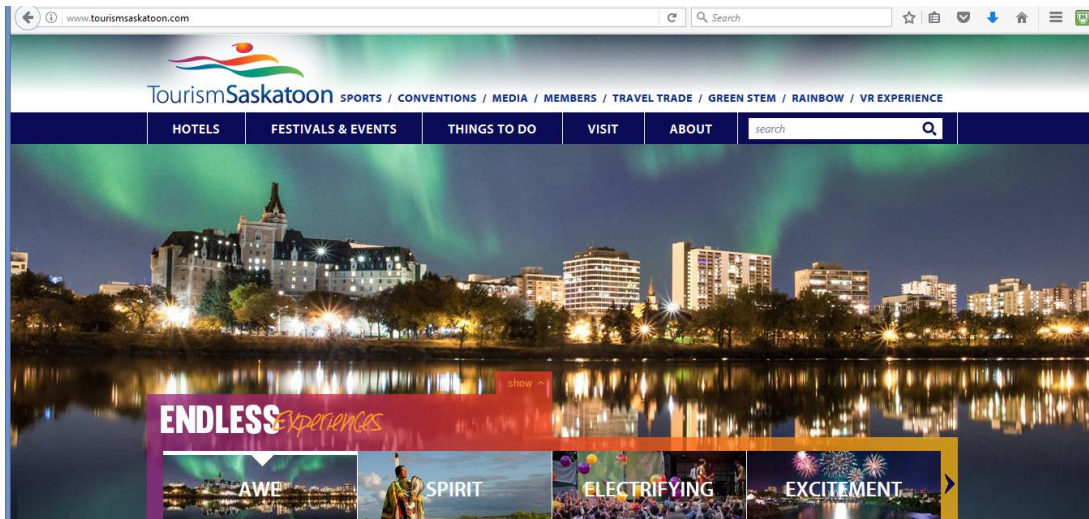 www.tourismsaskatoon.com
Search
TourismSaskatoon
SPORTS / CONVENTIONS / MEDIA / MEMBERS / TRAVEL TRADE / GREEN STEM / RAINBOW / VR EXPERIENCE
HOTELS FESTIVALS & EVENTS THINGS TO DO VISIT ABOUT search
show
ENDLESS Experiences
AWE SPIRIT ELECTRIFYING EXCITEMENT